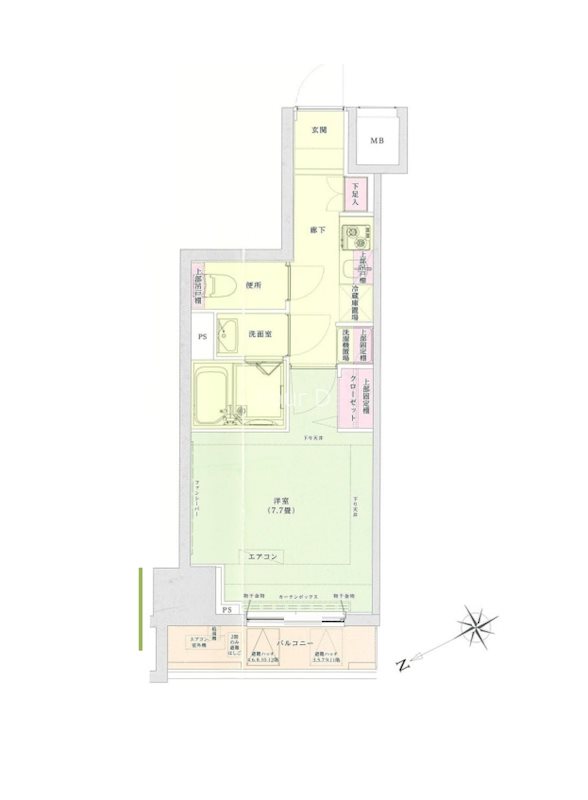 玄関
MB
下足入
廊下
上部吊戸棚
冷蔵庫置場
上部吊戸棚
便所
PS
洗面室
洗濯機置場
上部固定棚
クローゼット
上部固定棚
下り天井
ファンシーバー
洋室
(7.7畳)
下り天井
エアコン
物干金物
カーテンボックス
物干金物
PS
エアコン
室外機
2階
のみ
避難
はしご
バルコニー
避難ハッチ
4,6,8,10,12階
避難ハッチ
3,5,7,9,11階
N